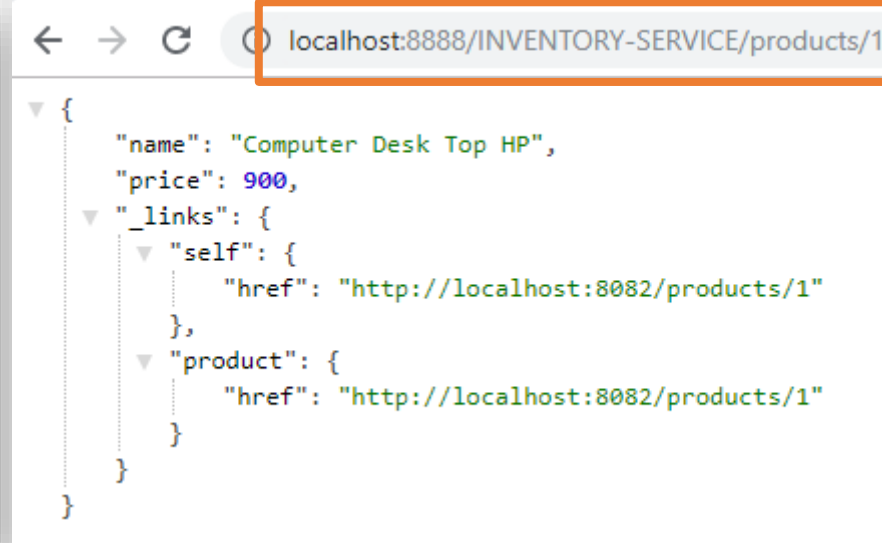 localhost:8888/INVENTORY-SERVICE/products/1
{
"name": "Computer Desk Top HP",
"price": 900,
"_links": {
"self": {
"href": "http://localhost:8082/products/1"
},
"product": {
"href": "http://localhost:8082/products/1"
}
}
}